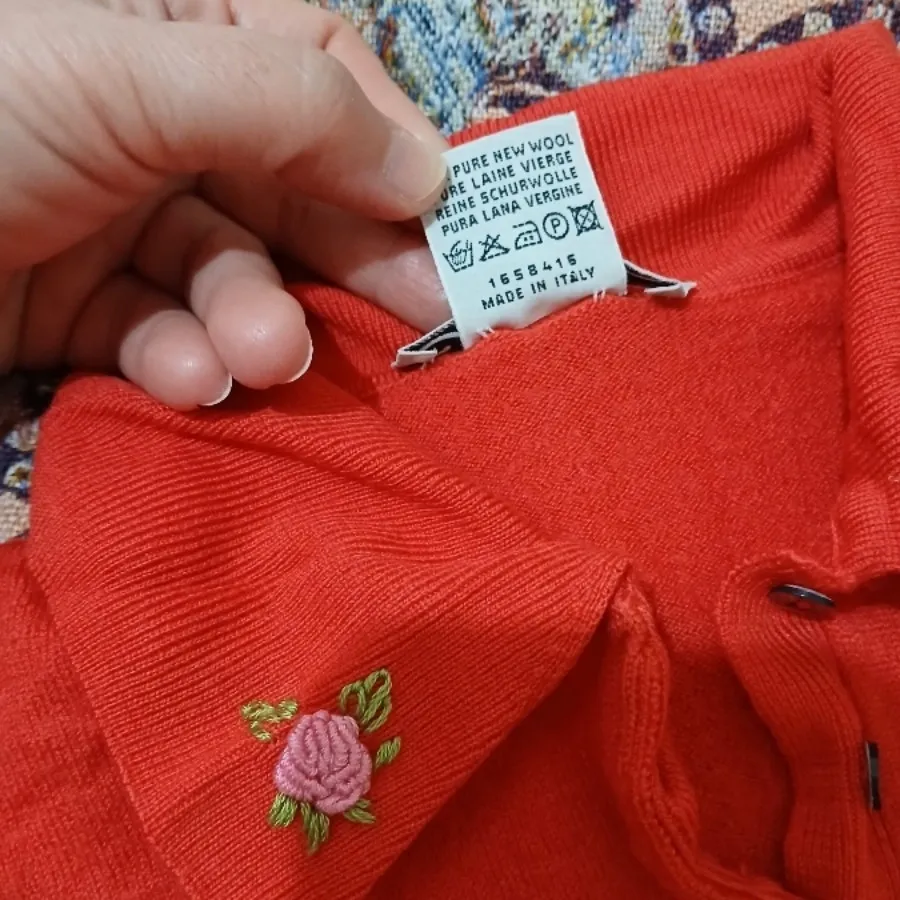 PURE NEW WOOL
URE LAINE VIERGE
REINE SCHURWOLLE
PURA LANA VERGINE
P
1658416
MADE IN ITALY